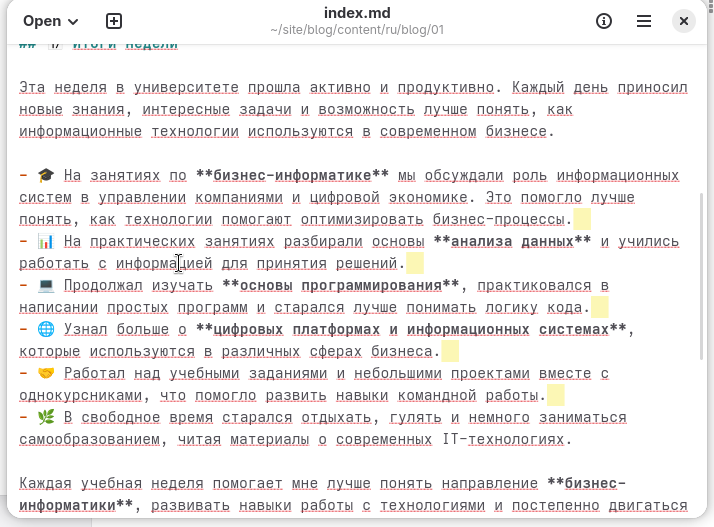 Open
index.md
~/site/blog/content/ru/blog/01
## 17 Итоги недели
Эта неделя в университете прошла активно и продуктивно. Каждый день приносил
новые знания, интересные задачи и возможность лучше понять, как
информационные технологии используются в современном бизнесе.
- 🎓 На занятиях по **бизнес-информатике** мы обсуждали роль информационных
систем в управлении компаниями и цифровой экономике. Это помогло лучше
понять, как технологии помогают оптимизировать бизнес-процессы.
- 📊 На практических занятиях разбирали основы **анализа данных** и учились
работать с информацией для принятия решений.
- 💻 Продолжал изучать **основы программирования**, практиковался в
написании простых программ и старался лучше понимать логику кода.
- 🌐 Узнал больше о **цифровых платформах и информационных системах**,
которые используются в различных сферах бизнеса.
- 🤝 Работал над учебными заданиями и небольшими проектами вместе с
однокурсниками, что помогло развить навыки командной работы.
- 🌿 В свободное время старался отдыхать, гулять и немного заниматься
самообразованием, читая материалы о современных IT-технологиях.
Каждая учебная неделя помогает мне лучше понять направление **бизнес-
информатики**, развивать навыки работы с технологиями и постепенно двигаться